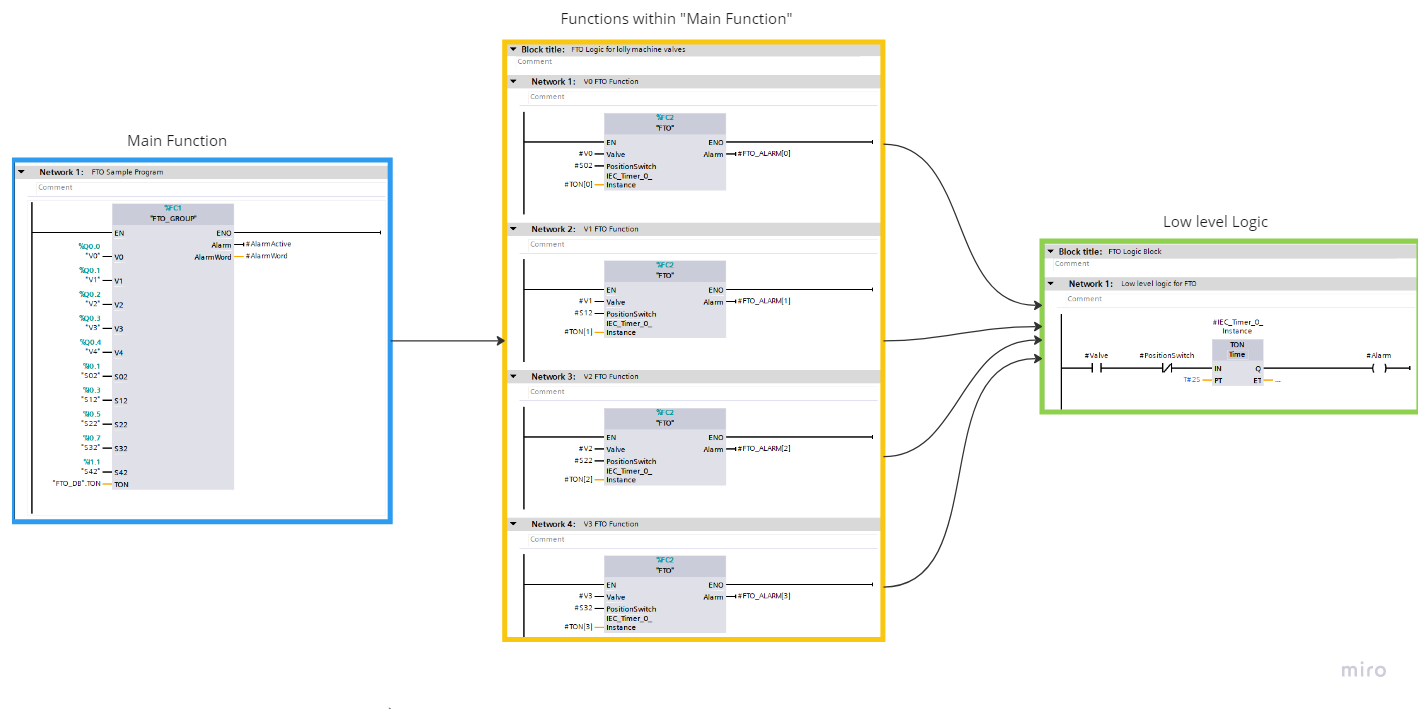 Functions within "Main Function"
Main Function
Network 1: FTO Sample Program
Comment
%FC1
"FTO_GROUP"
EN ENO
Alarm #AlarmActive
AlarmWord #AlarmWord
%Q0.0
"V0" V0
%Q0.1
"V1" V1
%Q0.2
"V2" V2
%Q0.3
"V3" V3
%Q0.4
"V4" V4
%I0.1
"S02" S02
%I0.3
"S12" S12
%I0.5
"S22" S22
%I0.7
"S32" S32
%I1.1
"S42" S42
"FTO_DB".TON TON
Block title: FTO Logic for lolly machine valves
Comment
Network 1: V0 FTO Function
Comment
%FC2
"FTO"
EN ENO
#V0 Valve Alarm #FTO_ALARM[0]
#S02 PositionSwitch
IEC_Timer_0_
#TON[0] Instance
Network 2: V1 FTO Function
Comment
%FC2
"FTO"
EN ENO
#V1 Valve Alarm #FTO_ALARM[1]
#S12 PositionSwitch
IEC_Timer_0_
#TON[1] Instance
Network 3: V2 FTO Function
Comment
%FC2
"FTO"
EN ENO
#V2 Valve Alarm #FTO_ALARM[2]
#S22 PositionSwitch
IEC_Timer_0_
#TON[2] Instance
Network 4: V3 FTO Function
Comment
%FC2
"FTO"
EN ENO
#V3 Valve Alarm #FTO_ALARM[3]
#S32 PositionSwitch
IEC_Timer_0_
#TON[3] Instance
Low level Logic
Block title: FTO Logic Block
Comment
Network 1: Low level logic for FTO
Comment
#IEC_Timer_0_
Instance
TON
Time
#Valve #PositionSwitch #Alarm
IN Q
T#2S PT ET ...
miro